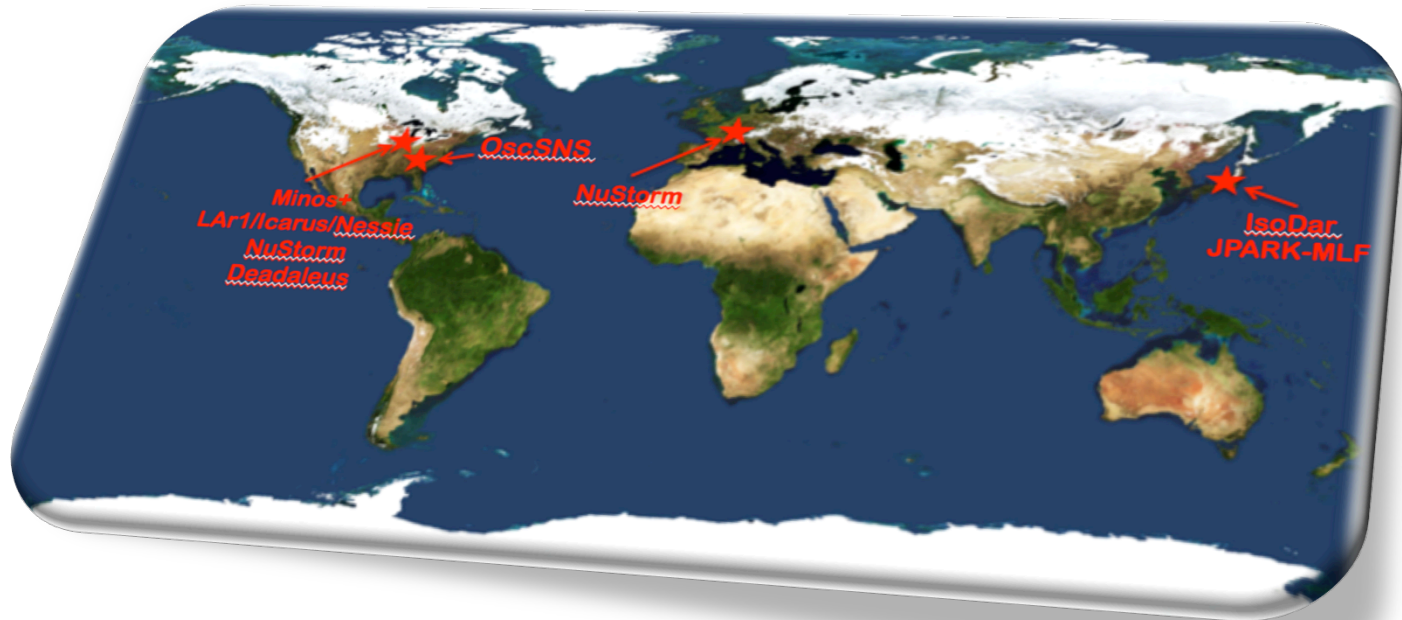 OscSNS
Minos+
LAr1/Icarus/Nessie
NuStorm
Deadaleus
NuStorm
IsoDar
JPARK-MLF